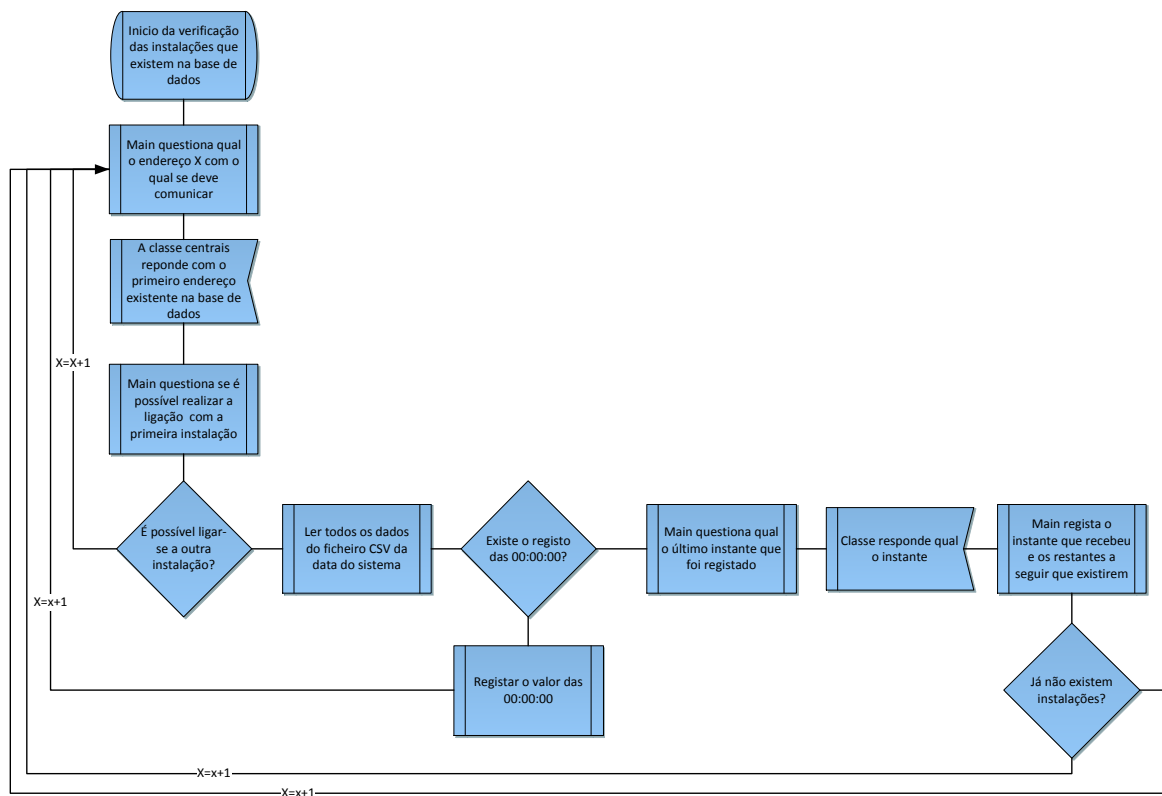 Inicio da verificação
das instalações que
existem na base de
dados
Main questiona qual
o endereço X com o
qual se deve
comunicar
A classe centrais
reponde com o
primeiro endereço
existente na base de
dados
X=X+1
Main questiona se é
possível realizar a
ligação com a
primeira instalação
É possível ligar-
se a outra
instalação?
Ler todos os dados
do ficheiro CSV da
data do sistema
Existe o registo
das 00:00:00?
Main questiona qual
o último instante que
foi registado
Classe responde qual
o instante
Main regista o
instante que recebeu
e os restantes a
seguir que existirem
X=x+1
Registar o valor das
00:00:00
Já não existem
instalações?
X=x+1
X=x+1